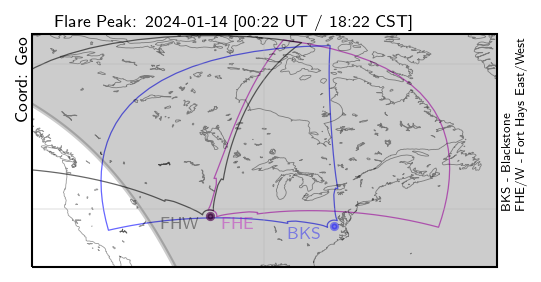 Flare Peak: 2024-01-14 [00:22 UT / 18:22 CST]
Coord: Geo
FHW
FHE
BKS
BKS - Blackstone
FHE/W - Fort Hays East/West